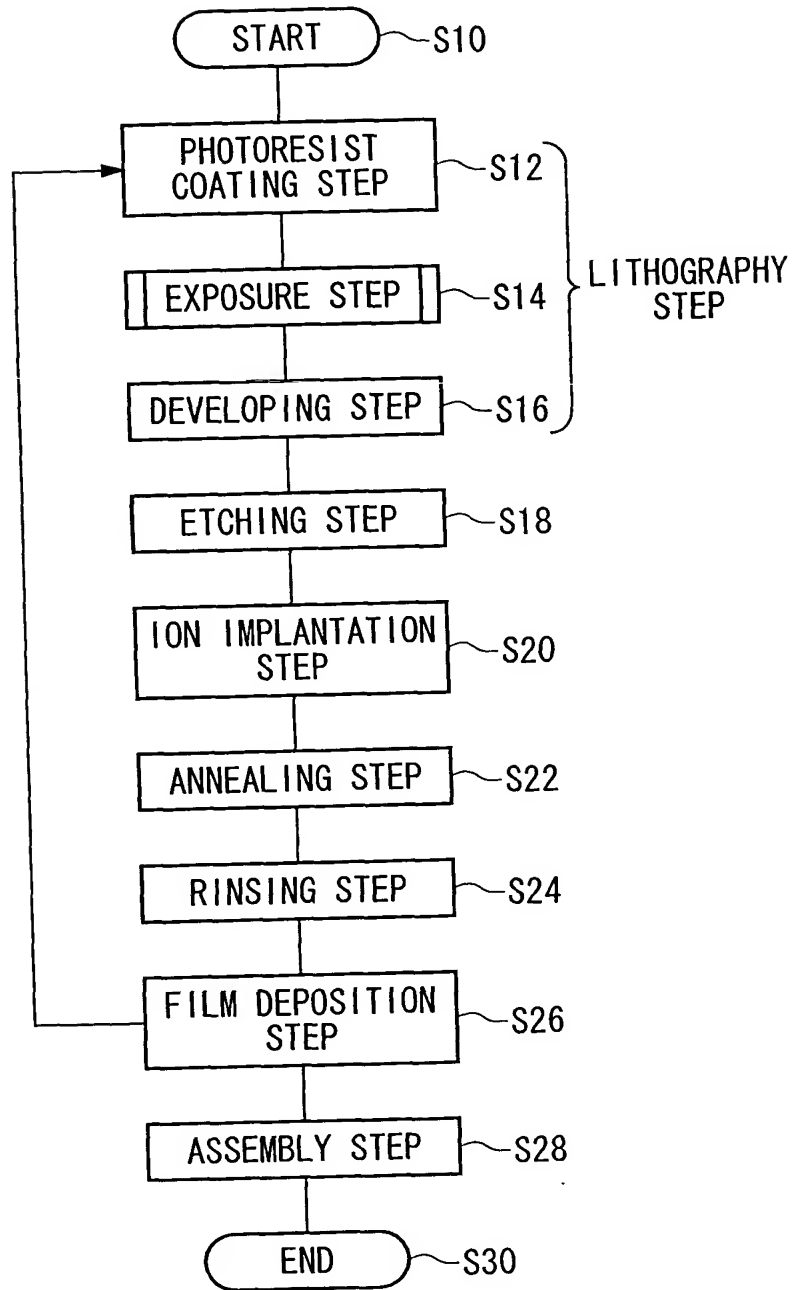 START S10
PHOTORESIST
COATING STEP S12
EXPOSURE STEP S14
LITHOGRAPHY
STEP
DEVELOPING STEP S16
ETCHING STEP S18
ION IMPLANTATION
STEP S20
ANNEALING STEP S22
RINSING STEP S24
FILM DEPOSITION
STEP S26
ASSEMBLY STEP S28
END S30